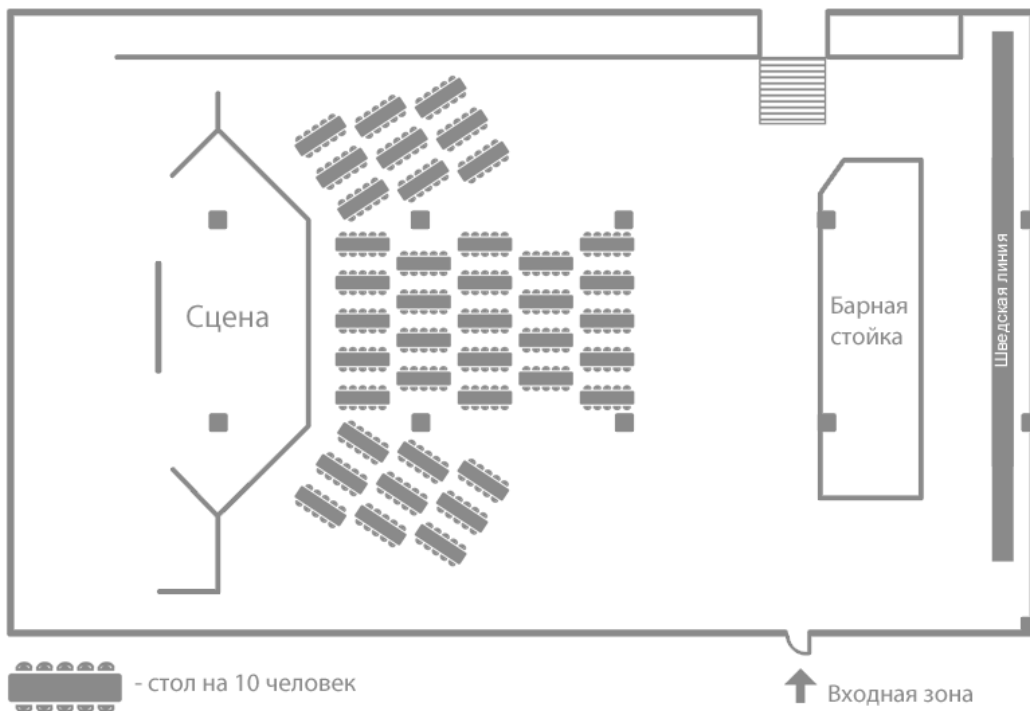 Сцена
Барная
стойка
Шведская линия
- стол на 10 человек
Входная зона